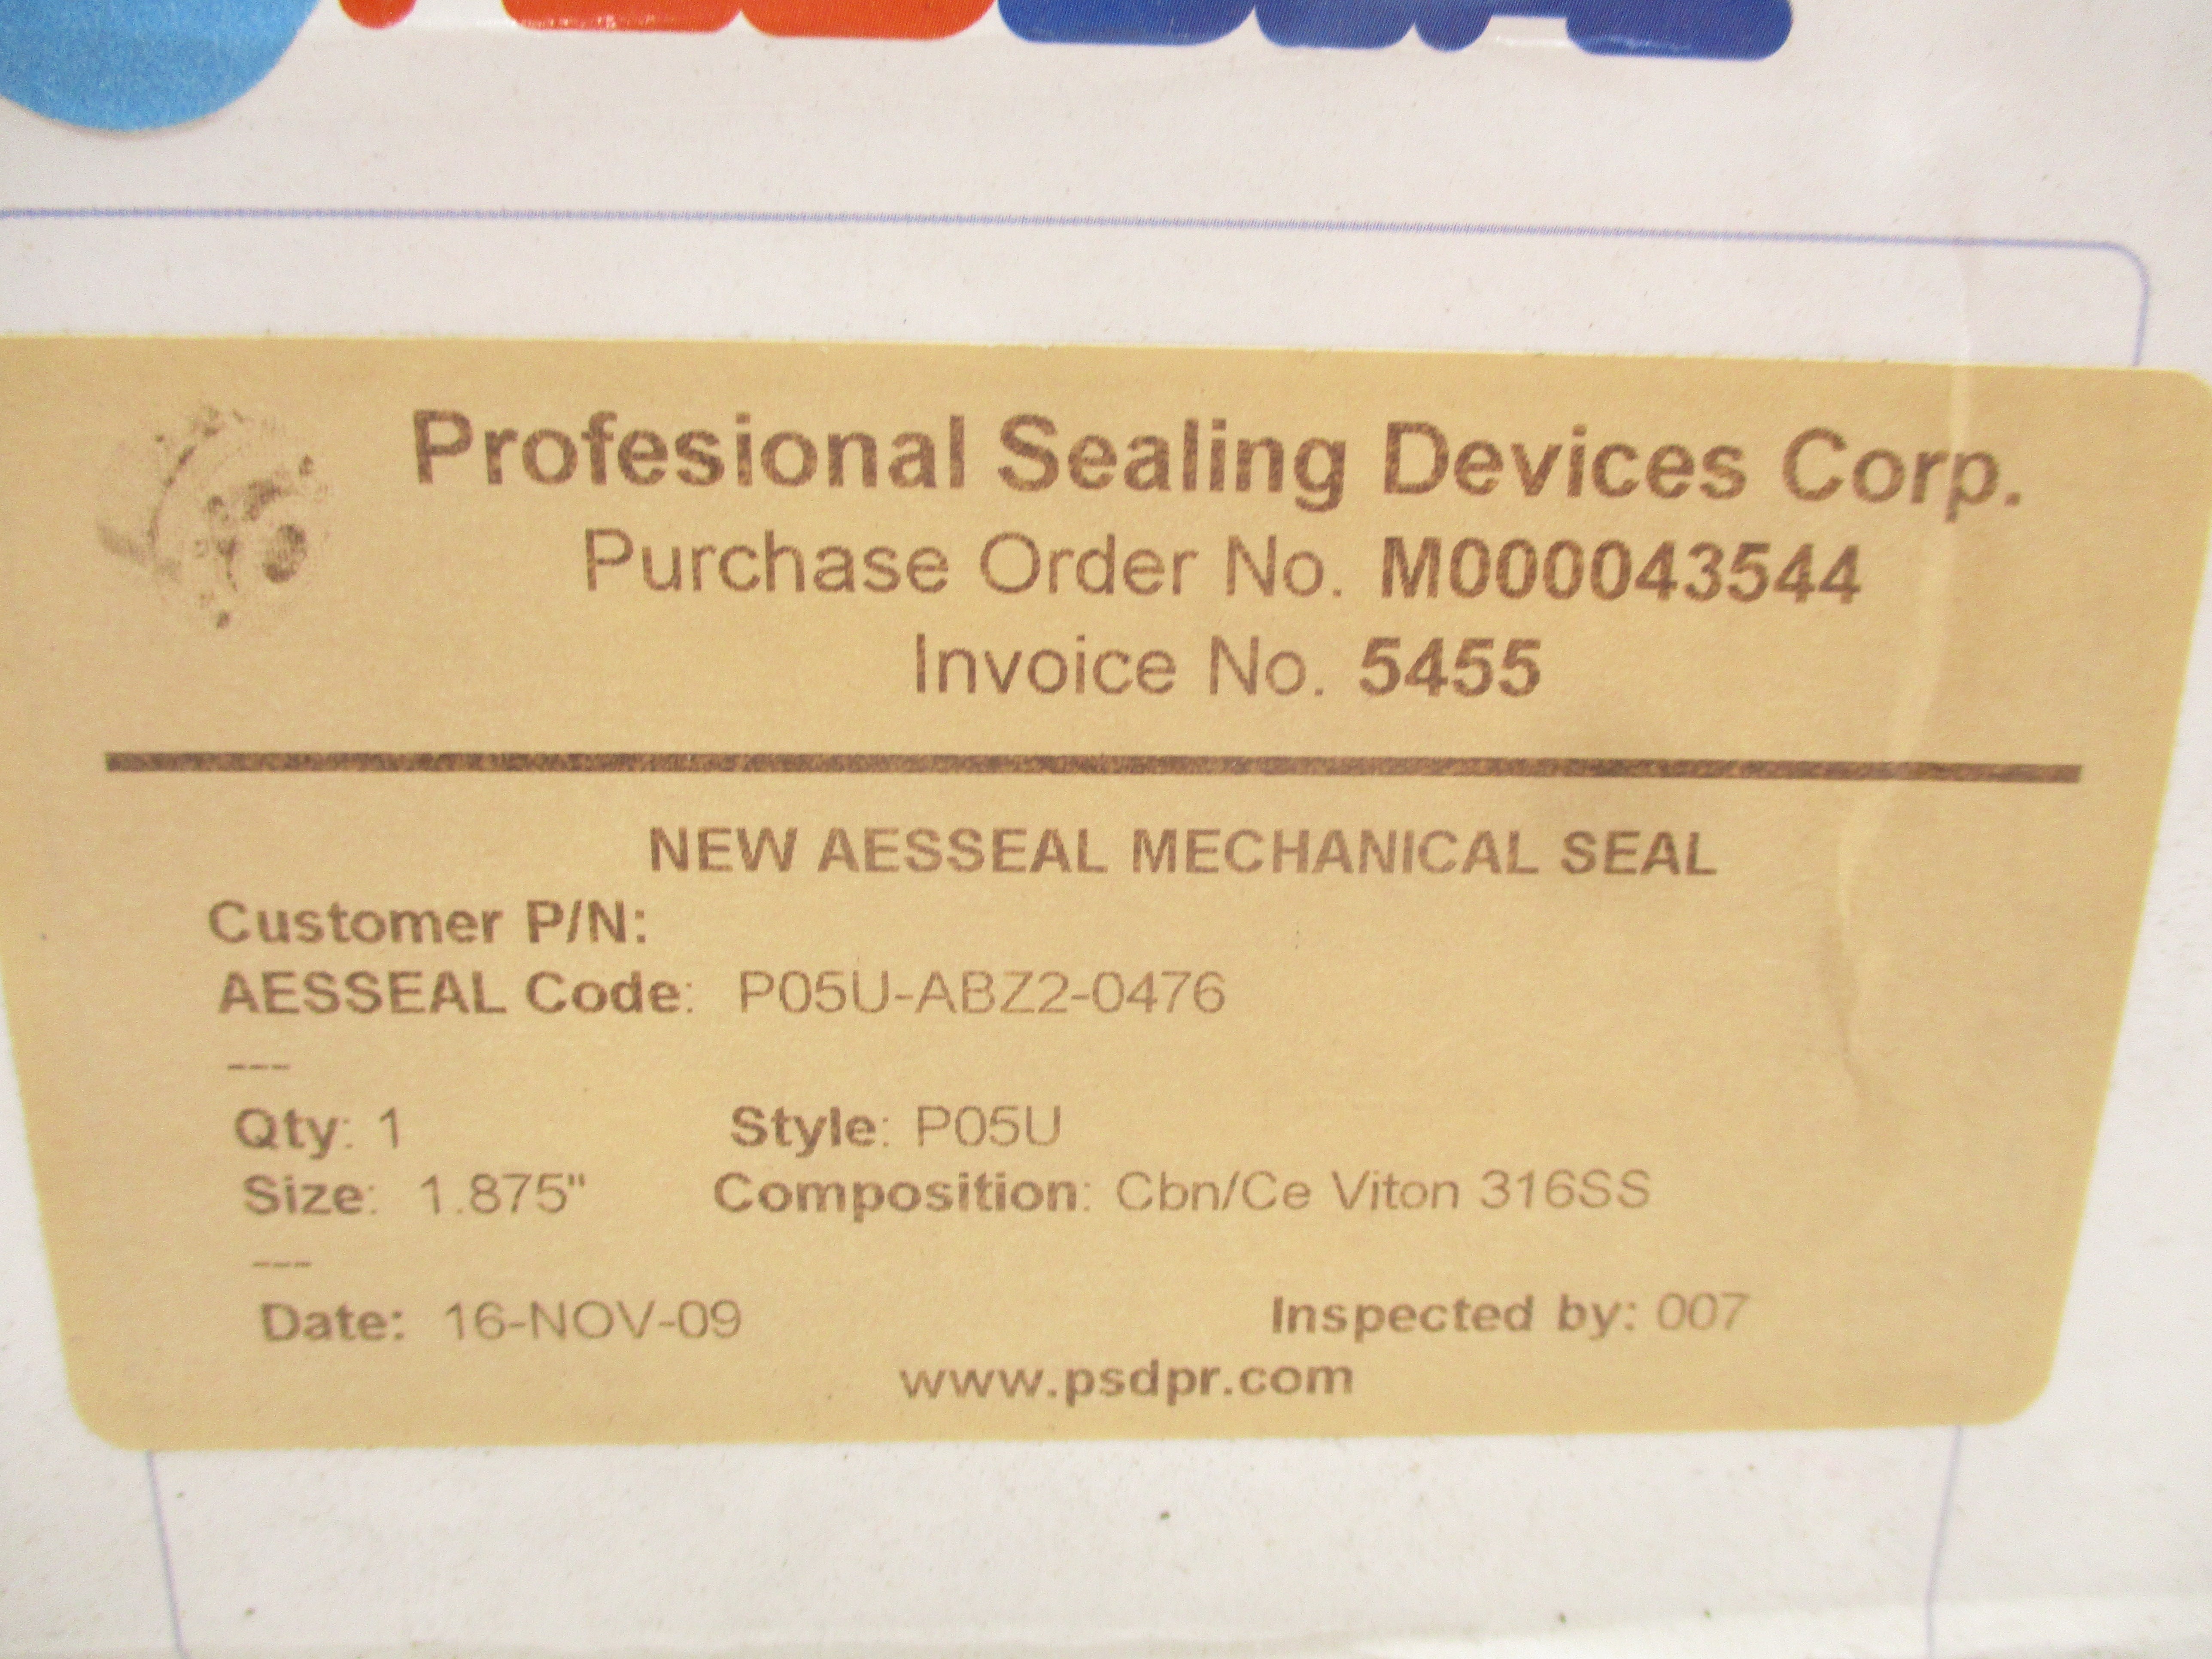 Profesional Sealing Devices Corp.
Purchase Order No. M000043544
Invoice No. 5455
NEW AESSEAL MECHANICAL SEAL
Customer P/N:
AESSEAL Code: P05U-ABZ2-0476
---
Qty: 1 Style: P05U
Size: 1.875" Composition: Cbn/Ce Viton 316SS
---
Date: 16-NOV-09 Inspected by: 007
www.psdpr.com